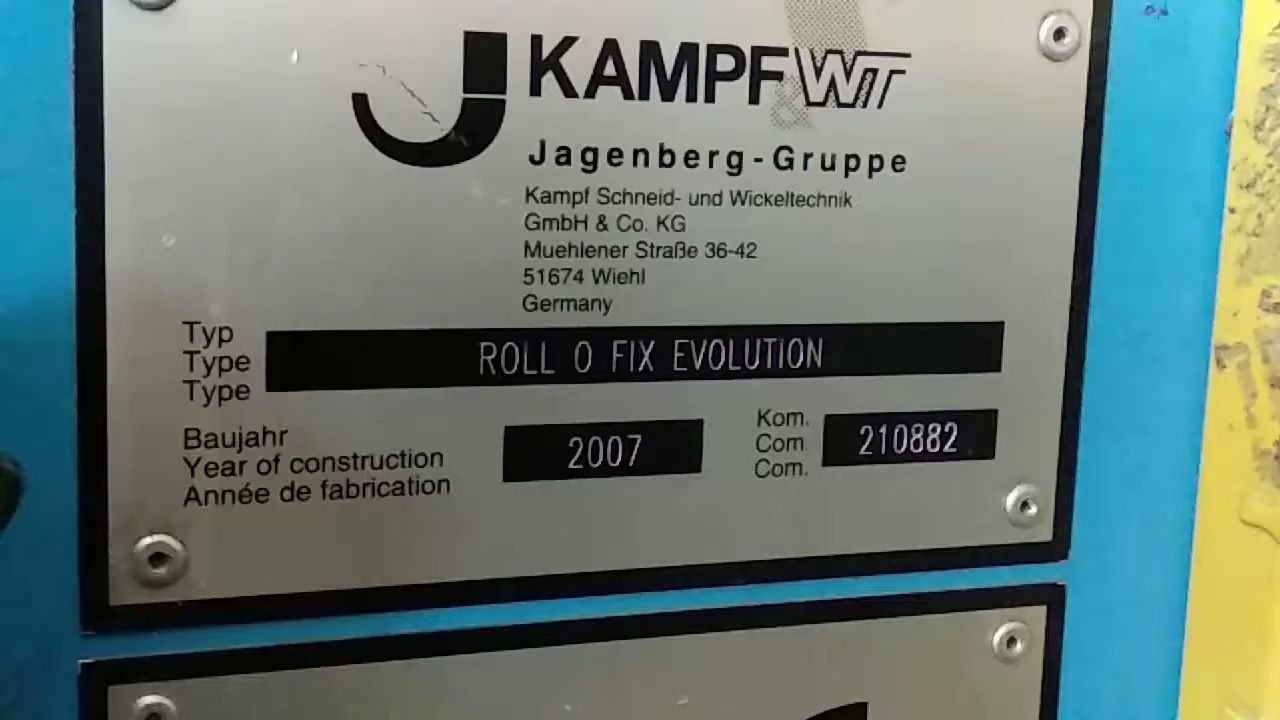 KAMPF WT
Jagenberg-Gruppe
Kampf Schneid- und Wickeltechnik
GmbH & Co. KG
Muehlener Straße 36-42
51674 Wiehl
Germany
Typ
Type
Type
ROLL O FIX EVOLUTION
Baujahr
Year of construction
Année de fabrication
2007
Kom.
Com
Com.
210882